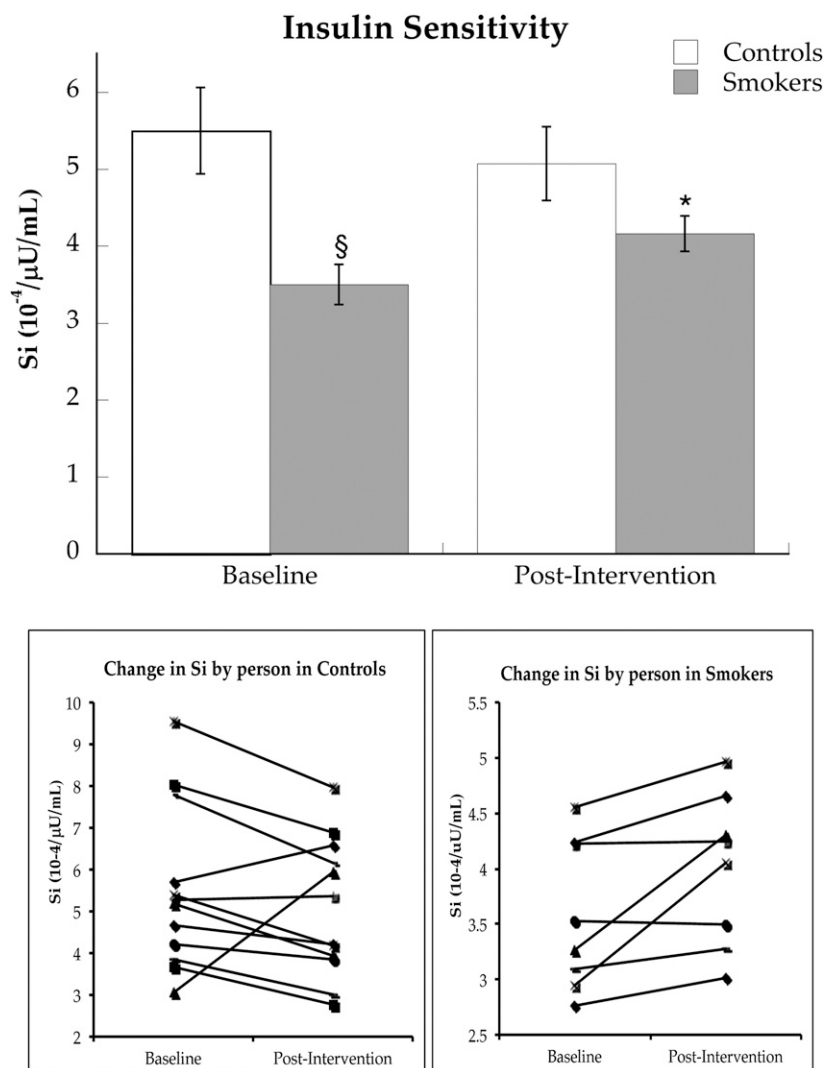 Insulin Sensitivity
Controls
Smokers
Si (10⁻⁴/µU/mL)
6
5
4
3
2
1
0
§
*
Baseline
Post-Intervention
Change in Si by person in Controls
Si (10-4/µU/mL)
10
9
8
7
6
5
4
3
2
Baseline
Post-Intervention
Change in Si by person in Smokers
Si (10-4/uU/mL)
5.5
5
4.5
4
3.5
3
2.5
Baseline
Post-Intervention